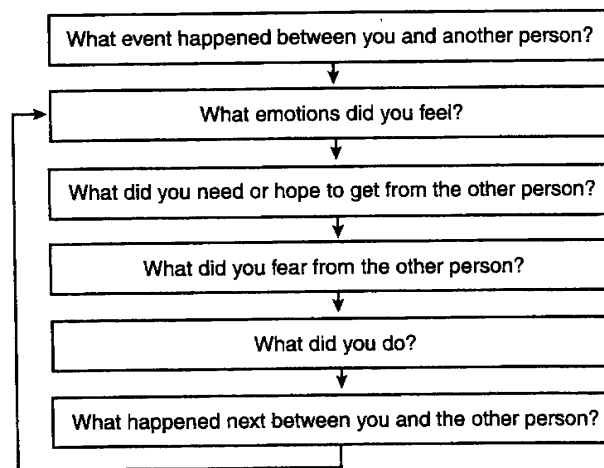 What event happened between you and another person?
What emotions did you feel?
What did you need or hope to get from the other person?
What did you fear from the other person?
What did you do?
What happened next between you and the other person?